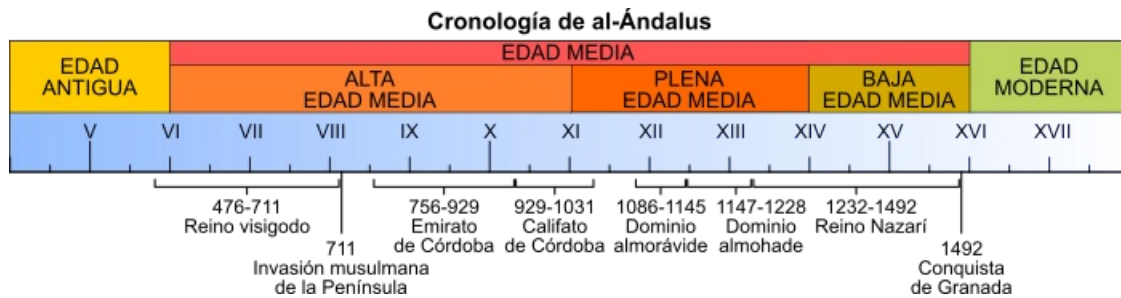 Cronología de al-Ándalus
EDAD
ANTIGUA
EDAD MEDIA
ALTA
EDAD MEDIA
PLENA
EDAD MEDIA
BAJA
EDAD MEDIA
EDAD
MODERNA
V VI VII VIII IX X XI XII XIII XIV XV XVI XVII
476-711
Reino visigodo
711
Invasión musulmana
de la Península
756-929
Emirato
de Córdoba
929-1031
Califato
de Córdoba
1086-1145
Dominio
almorávide
1147-1228
Dominio
almohade
1232-1492
Reino Nazarí
1492
Conquista
de Granada